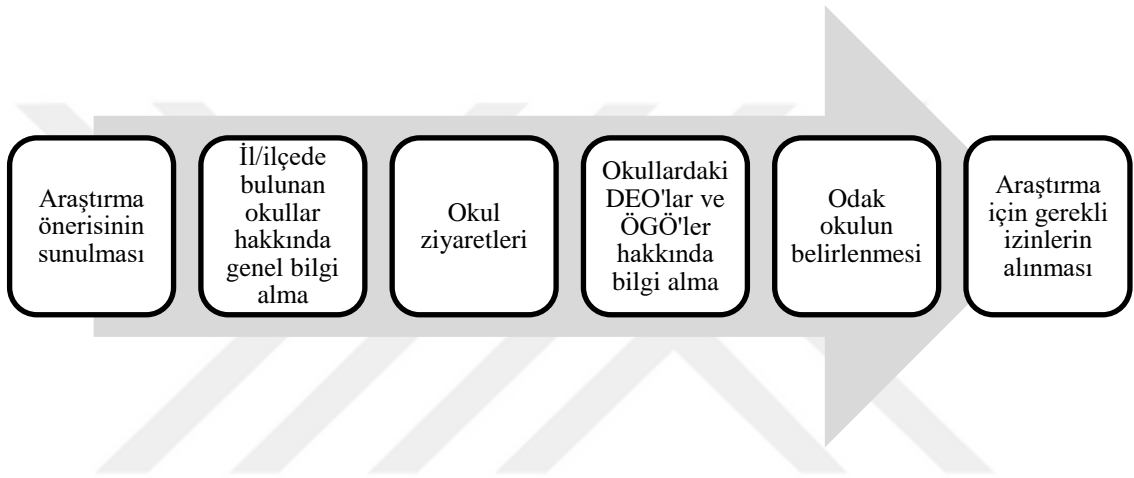 Araştırma
önerisinin
sunulması
İl/ilçede
bulunan
okullar
hakkında
genel bilgi
alma
Okul
ziyaretleri
Okullardaki
DEO'lar ve
ÖGÖ'ler
hakkında
bilgi alma
Odak
okulun
belirlenmesi
Araştırma
için gerekli
izinlerin
alınması